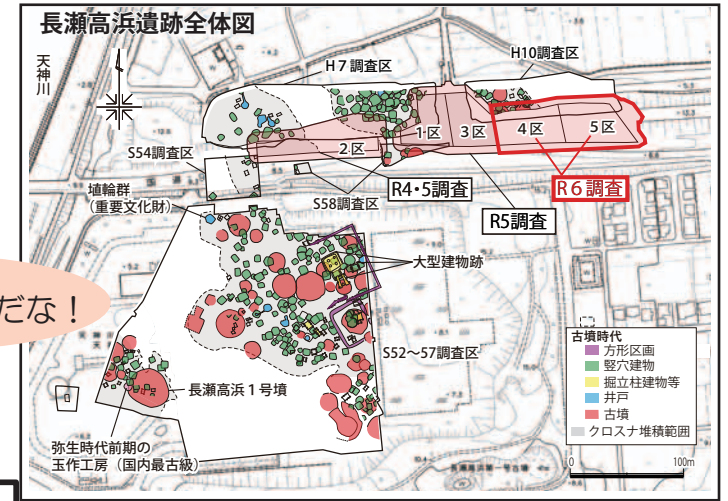 長瀬高浜遺跡全体図
天神川
H7調査区
H10調査区
1区
3区
4区
5区
2区
S54調査区
R4・5調査
R6調査
S58調査区
R5調査
埴輪群
(重要文化財)
大型建物跡
だな！
S52～57調査区
長瀬高浜1号墳
弥生時代前期の
玉作工房（国内最古級）
古墳時代
方形区画
竪穴建物
掘立柱建物等
井戸
古墳
クロスナ堆積範囲
0
100m